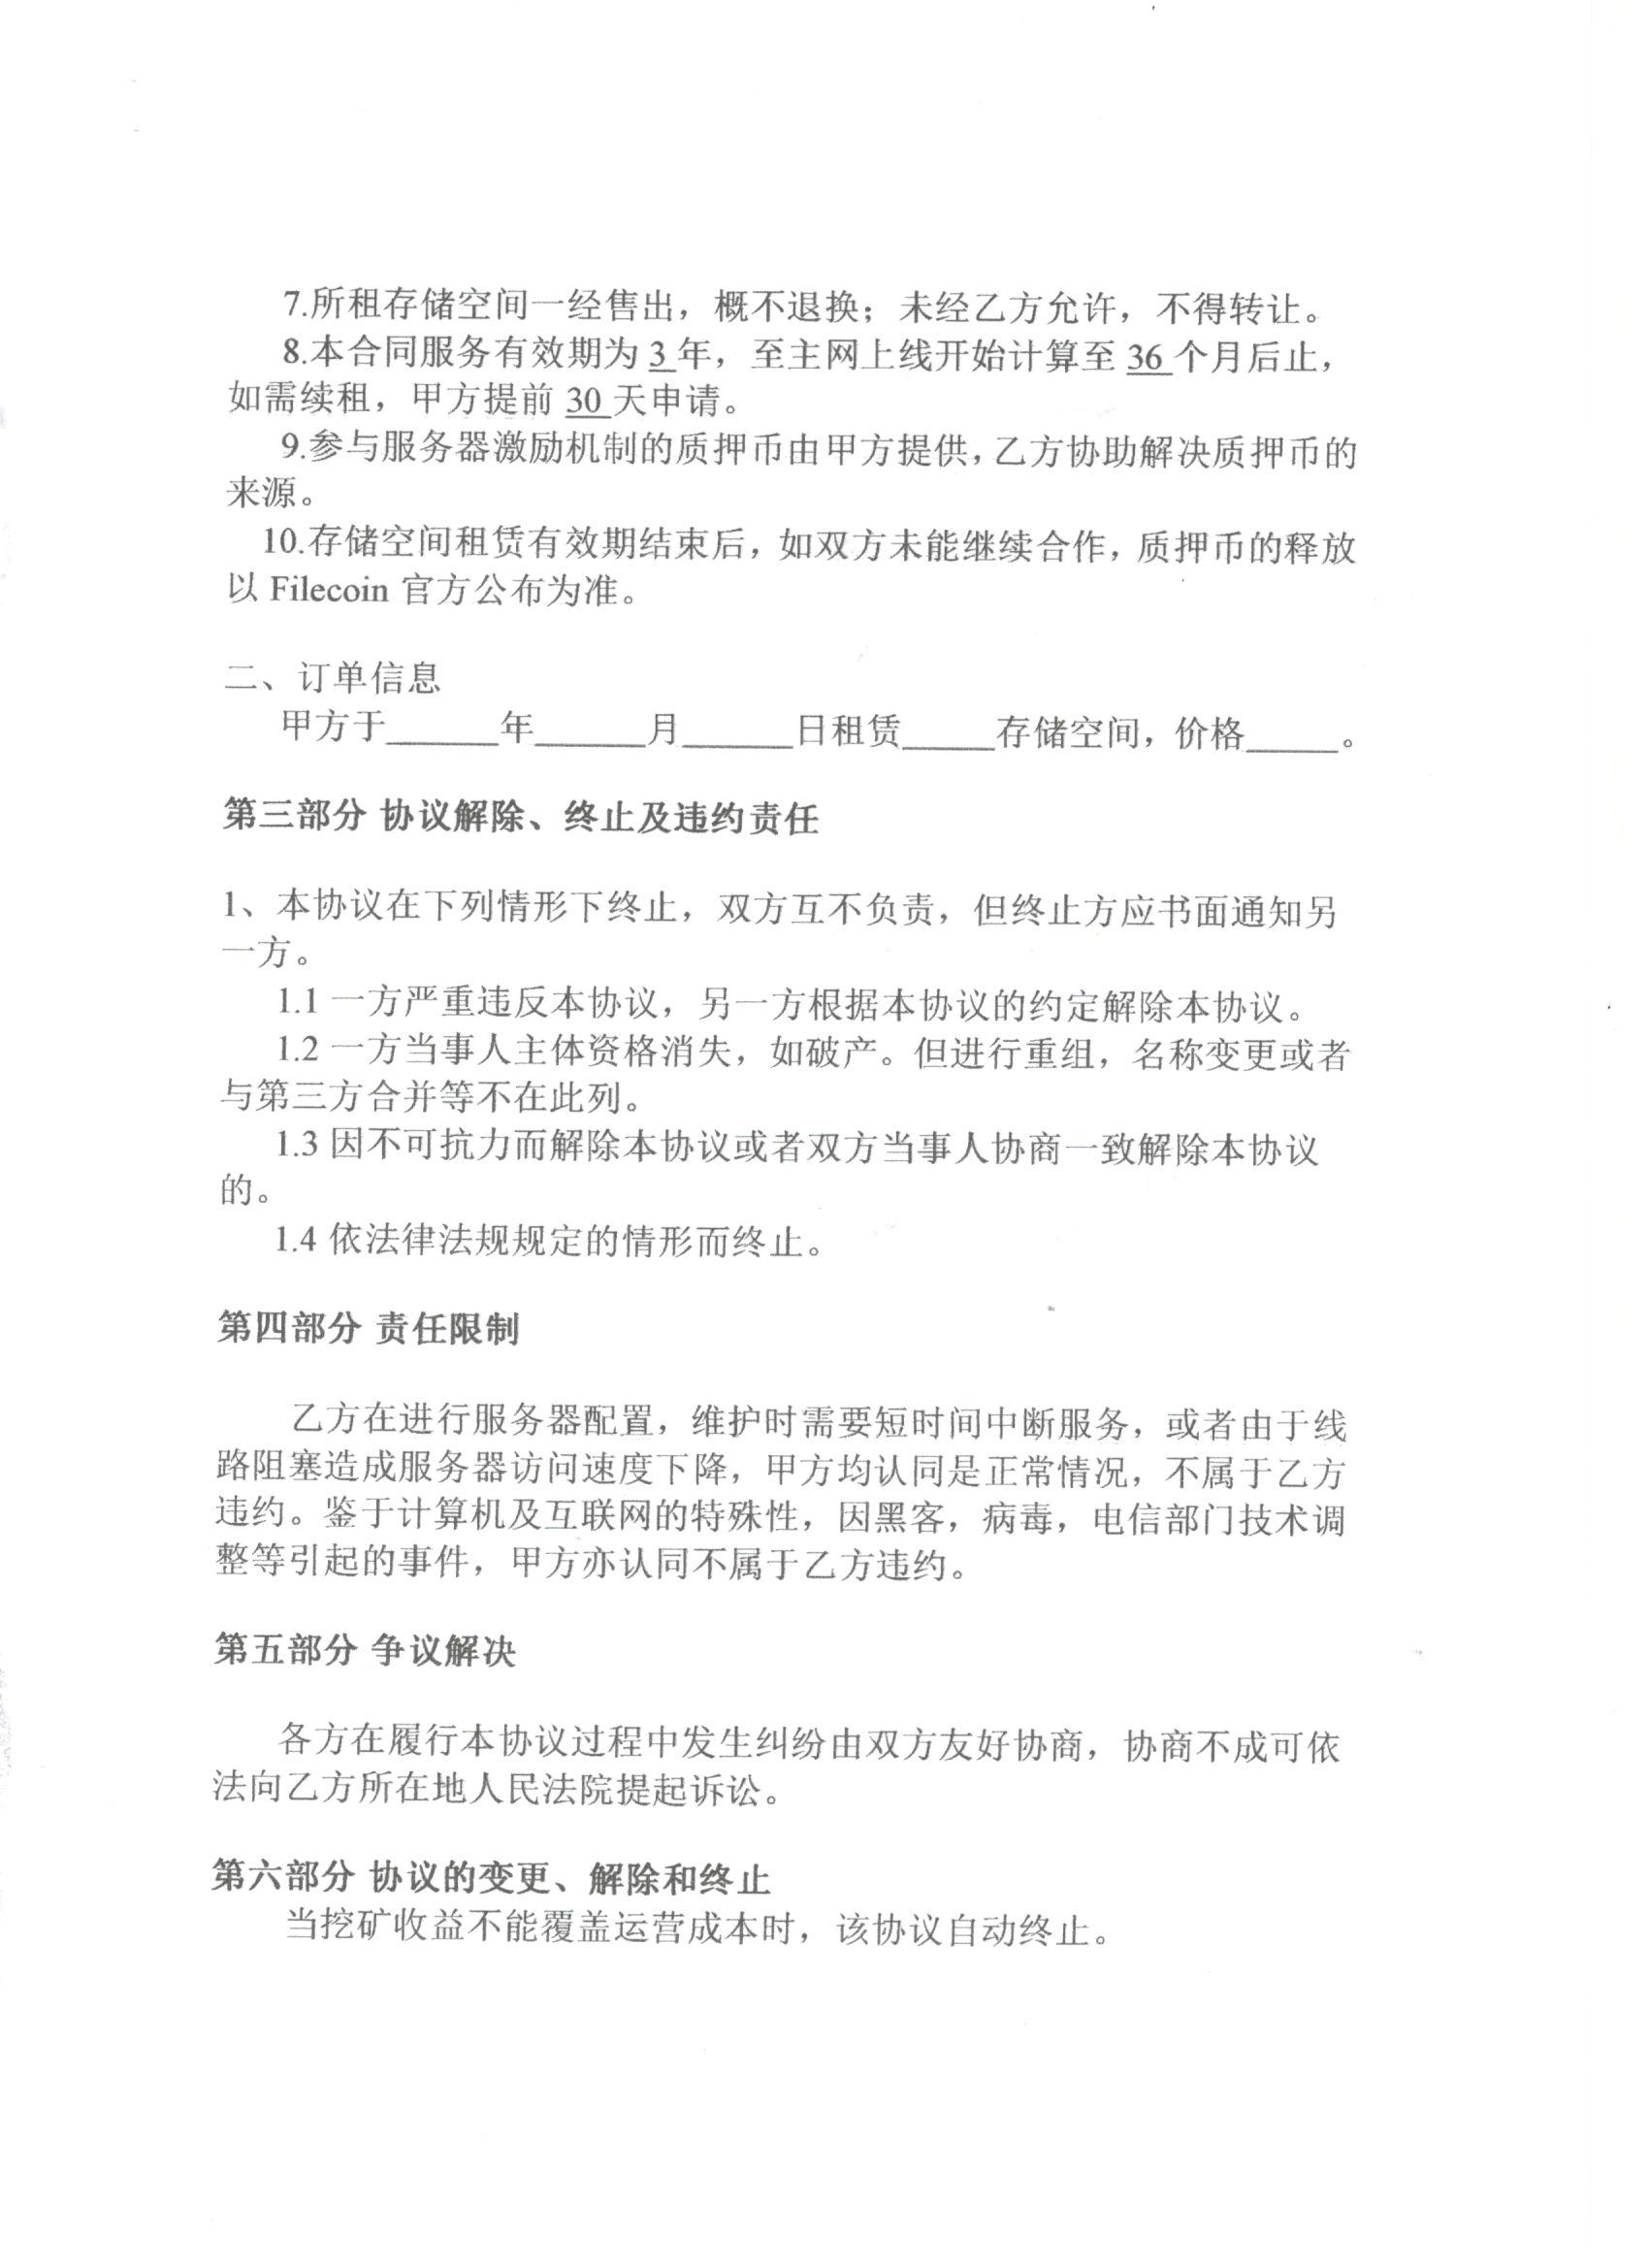 7.所租存储空间一经售出，概不退换；未经乙方允许，不得转让。
8.本合同服务有效期为 3 年，至主网上线开始计算至 36 个月后止，
如需续租，甲方提前 30 天申请。
9.参与服务器激励机制的质押币由甲方提供，乙方协助解决质押币的
来源。
10.存储空间租赁有效期结束后，如双方未能继续合作，质押币的释放
以 Filecoin 官方公布为准。
二、订单信息
甲方于______年______月______日租赁_____存储空间，价格_____。
第三部分 协议解除、终止及违约责任
1、本协议在下列情形下终止，双方互不负责，但终止方应书面通知另
一方。
1.1 一方严重违反本协议，另一方根据本协议的约定解除本协议。
1.2 一方当事人主体资格消失，如破产。但进行重组，名称变更或者
与第三方合并等不在此列。
1.3 因不可抗力而解除本协议或者双方当事人协商一致解除本协议
的。
1.4 依法律法规规定的情形而终止。
第四部分 责任限制
乙方在进行服务器配置，维护时需要短时间中断服务，或者由于线
路阻塞造成服务器访问速度下降，甲方均认同是正常情况，不属于乙方
违约。鉴于计算机及互联网的特殊性，因黑客，病毒，电信部门技术调
整等引起的事件，甲方亦认同不属于乙方违约。
第五部分 争议解决
各方在履行本协议过程中发生纠纷由双方友好协商，协商不成可依
法向乙方所在地人民法院提起诉讼。
第六部分 协议的变更、解除和终止
当挖矿收益不能覆盖运营成本时，该协议自动终止。